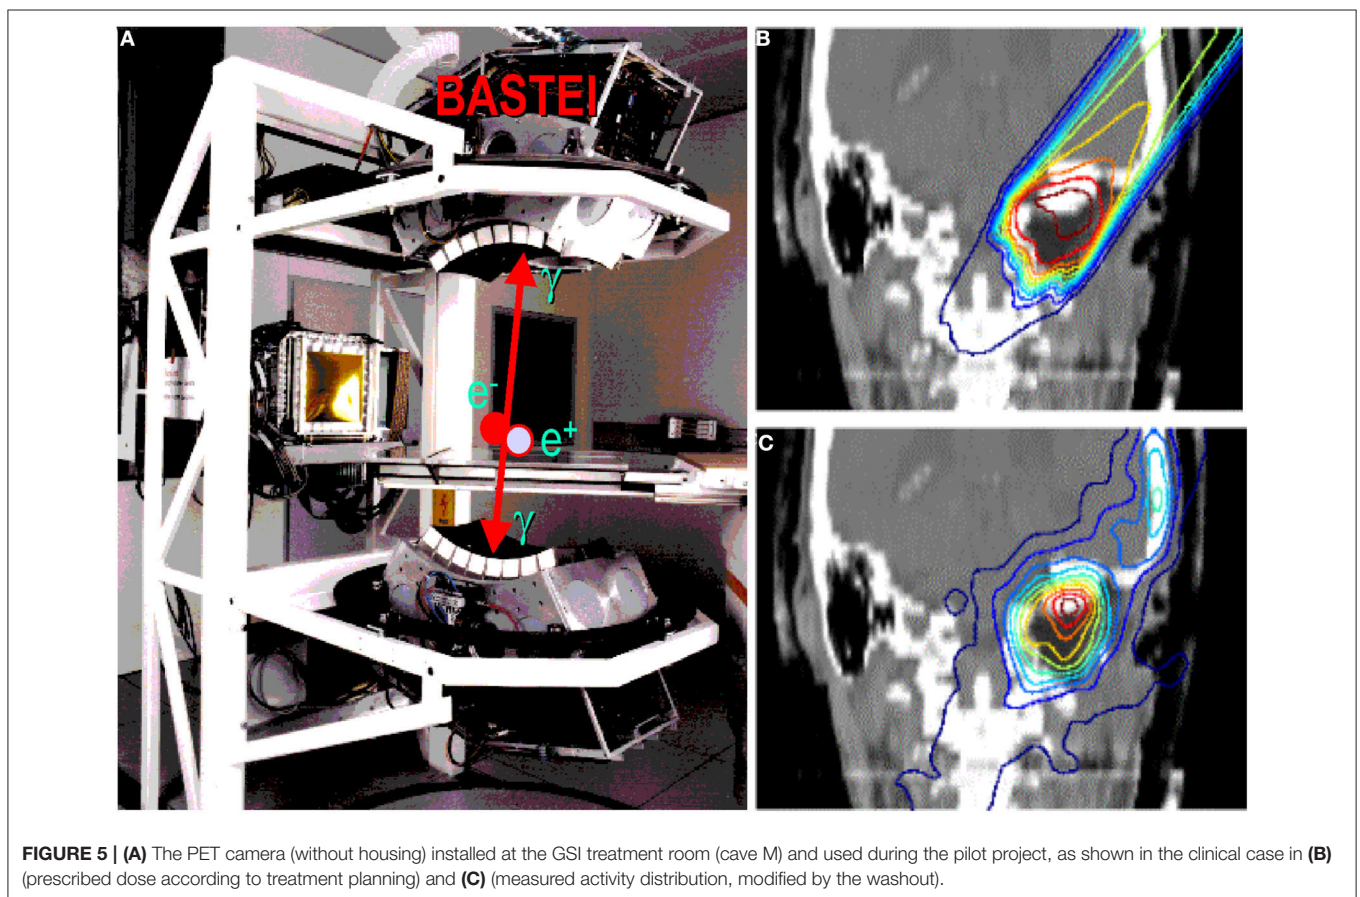 A
BASTEI
γ
e⁻
e⁺
γ
B
C
FIGURE 5 | (A) The PET camera (without housing) installed at the GSI treatment room (cave M) and used during the pilot project, as shown in the clinical case in (B)
(prescribed dose according to treatment planning) and (C) (measured activity distribution, modified by the washout).